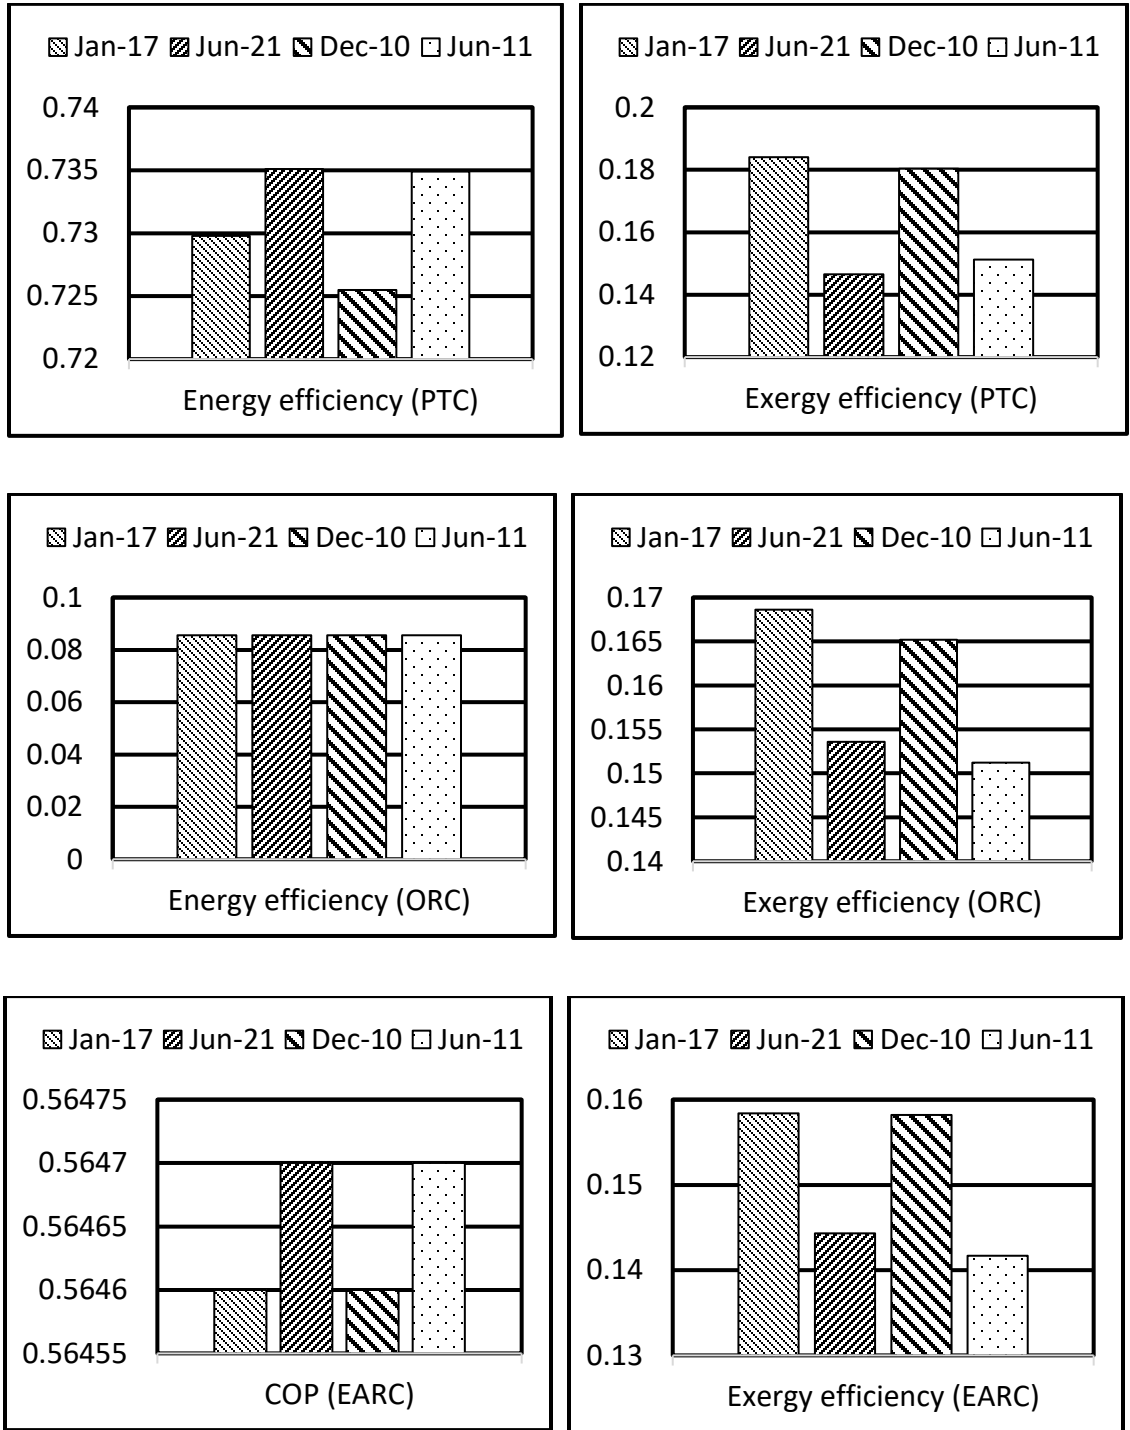 Jan-17 Jun-21 Dec-10 Jun-11
0.74
0.735
0.73
0.725
0.72
Energy efficiency (PTC)
Jan-17 Jun-21 Dec-10 Jun-11
0.2
0.18
0.16
0.14
0.12
Exergy efficiency (PTC)
Jan-17 Jun-21 Dec-10 Jun-11
0.1
0.08
0.06
0.04
0.02
0
Energy efficiency (ORC)
Jan-17 Jun-21 Dec-10 Jun-11
0.17
0.165
0.16
0.155
0.15
0.145
0.14
Exergy efficiency (ORC)
Jan-17 Jun-21 Dec-10 Jun-11
0.56475
0.5647
0.56465
0.5646
0.56455
COP (EARC)
Jan-17 Jun-21 Dec-10 Jun-11
0.16
0.15
0.14
0.13
Exergy efficiency (EARC)